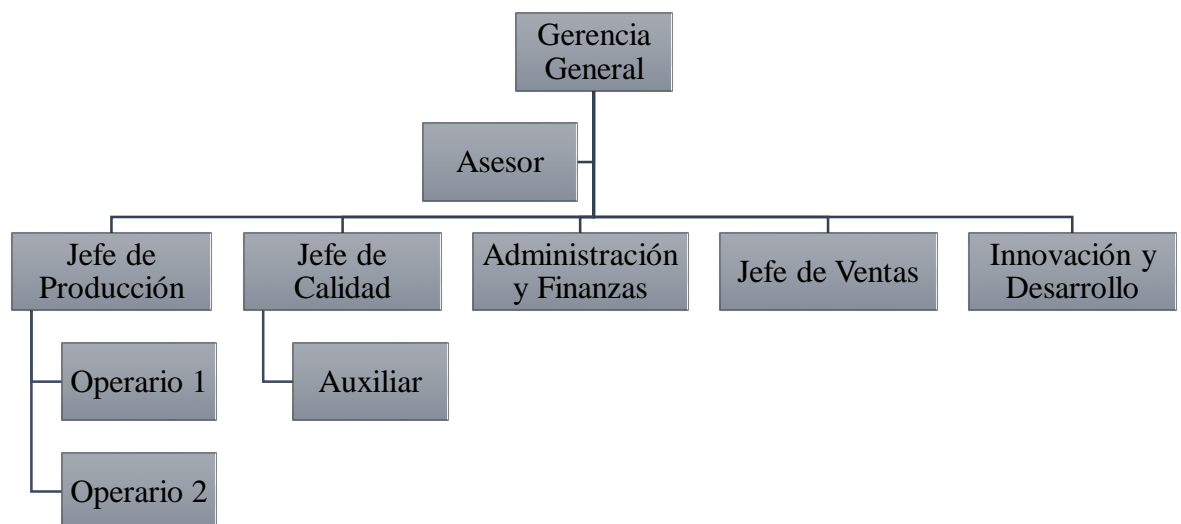 Gerencia
General
Asesor
Jefe de
Producción
Jefe de
Calidad
Administración
y Finanzas
Jefe de Ventas
Innovación y
Desarrollo
Operario 1
Auxiliar
Operario 2